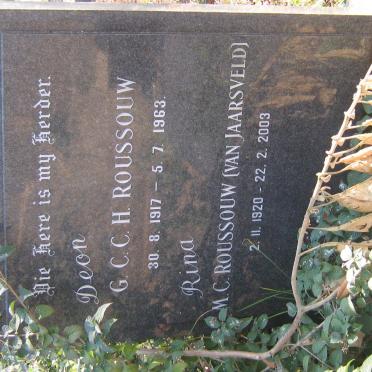 Die Here is my Herder.
Deon
G. C. C. H. ROUSSOUW
30. 8. 1917 – 5. 7. 1963.
Rina
M. C. ROUSSOUW (VAN JAARSVELD)
2. 11. 1920 - 22. 2. 2003